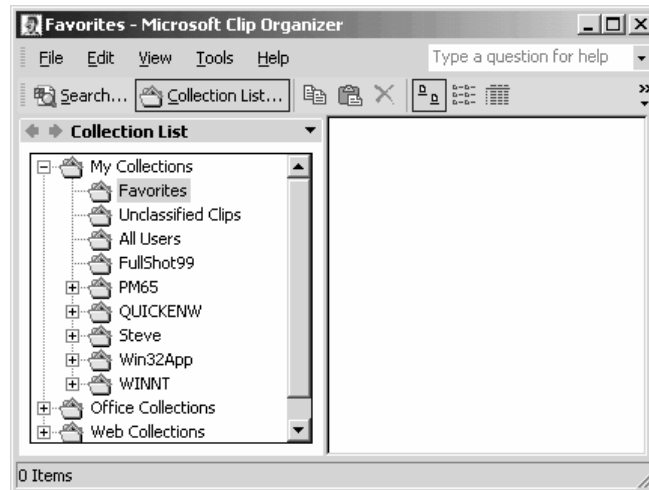 Favorites - Microsoft Clip Organizer
File Edit View Tools Help
Type a question for help
Search... Collection List...
Collection List
My Collections
Favorites
Unclassified Clips
All Users
FullShot99
PM65
QUICKENW
Steve
Win32App
WINNT
Office Collections
Web Collections
0 Items